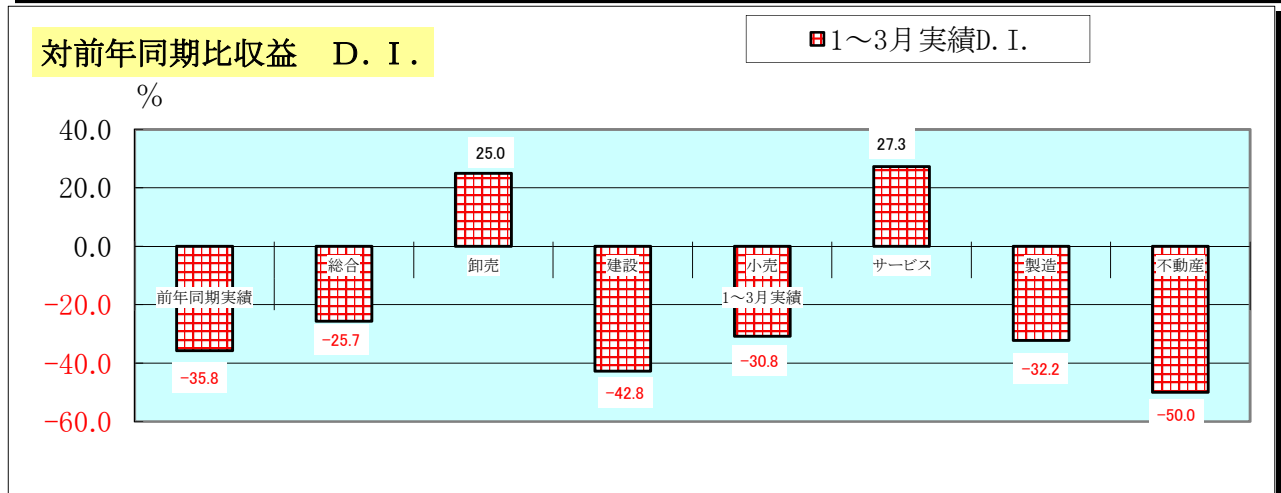 対前年同期比収益　Ｄ．Ｉ．
1～3月実績D.I.
%
40.0
20.0
0.0
-20.0
-40.0
-60.0
25.0
27.3
総合
卸売
建設
小売
サービス
製造
不動産
前年同期実績
1～3月実績
-35.8
-25.7
-42.8
-30.8
-32.2
-50.0